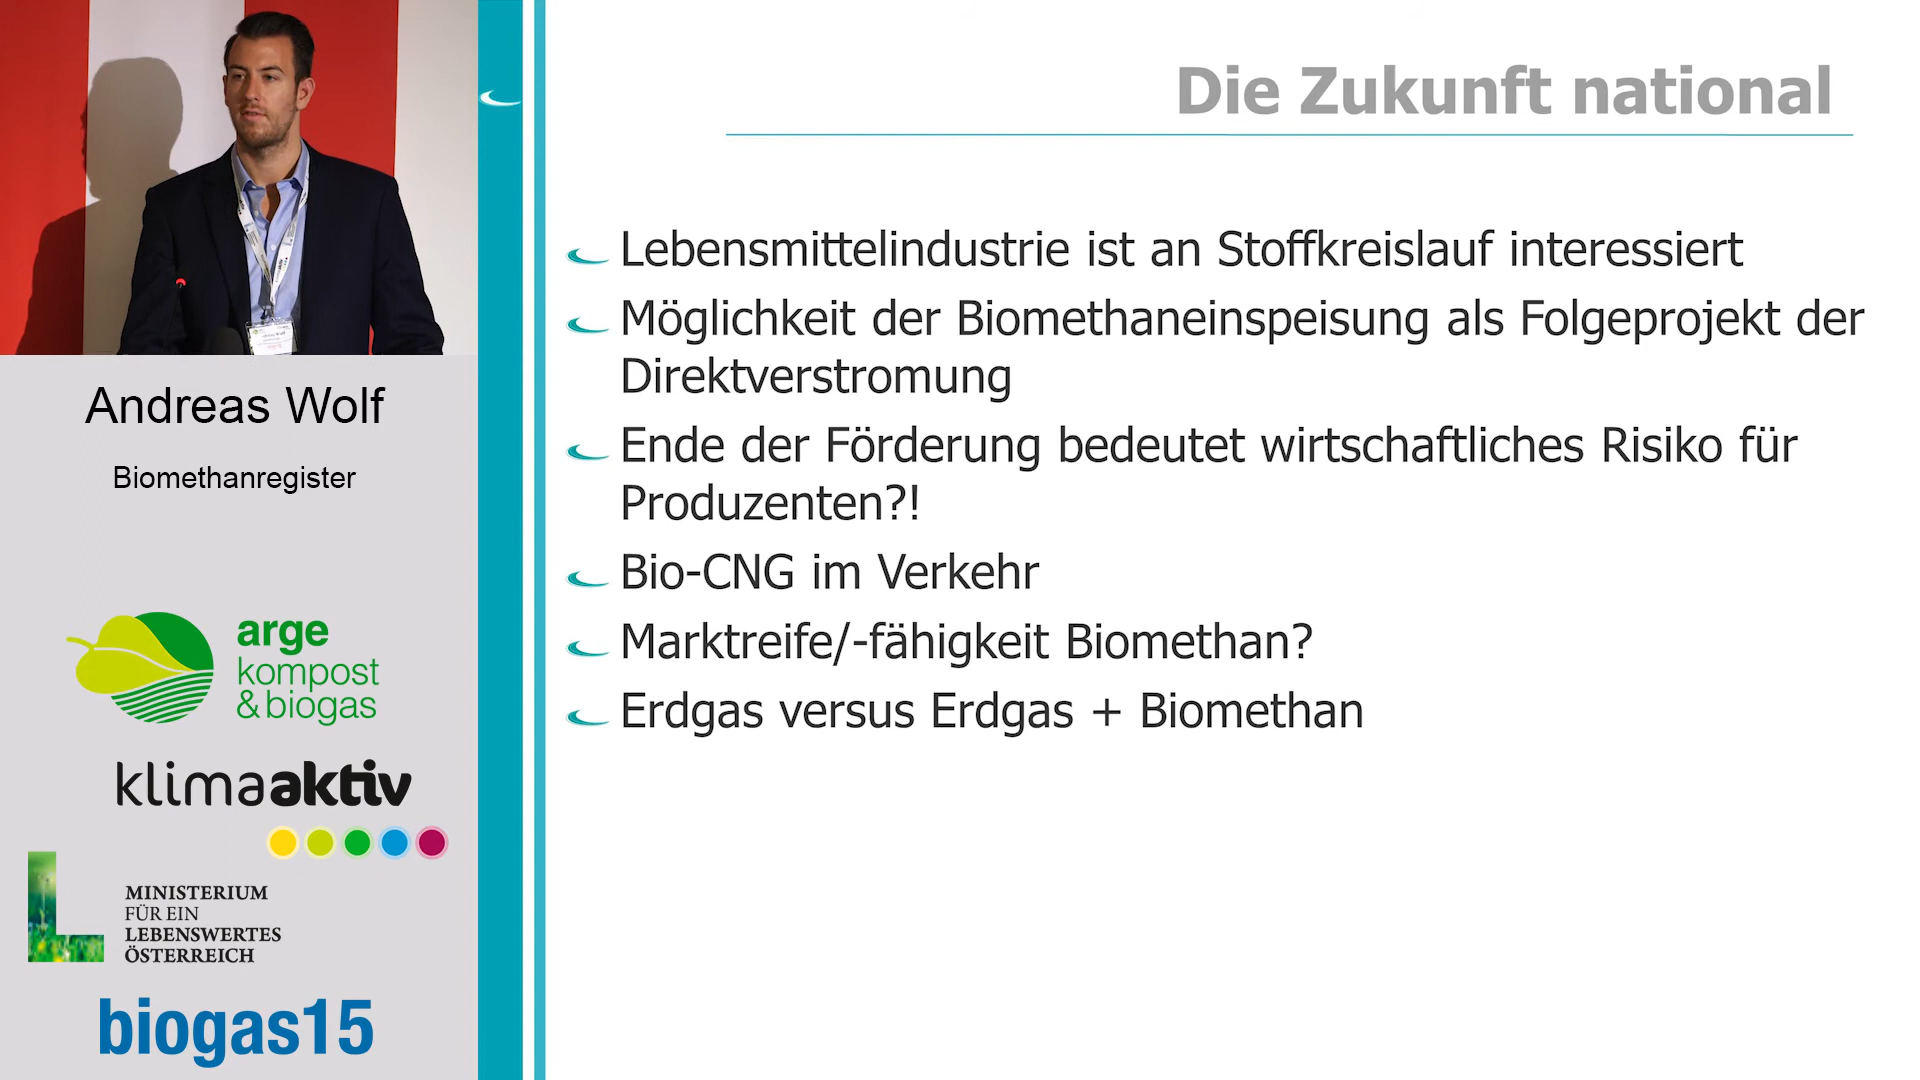 Die Zukunft national
Lebensmittelindustrie ist an Stoffkreislauf interessiert
Möglichkeit der Biomethaneinspeisung als Folgeprojekt der
Direktverstromung
Ende der Förderung bedeutet wirtschaftliches Risiko für
Produzenten?!
Bio-CNG im Verkehr
Marktreife/-fähigkeit Biomethan?
Erdgas versus Erdgas + Biomethan
Andreas Wolf
Biomethanregister
arge
kompost
& biogas
klimaaktiv
MINISTERIUM
FÜR EIN
LEBENSWERTES
ÖSTERREICH
biogas15